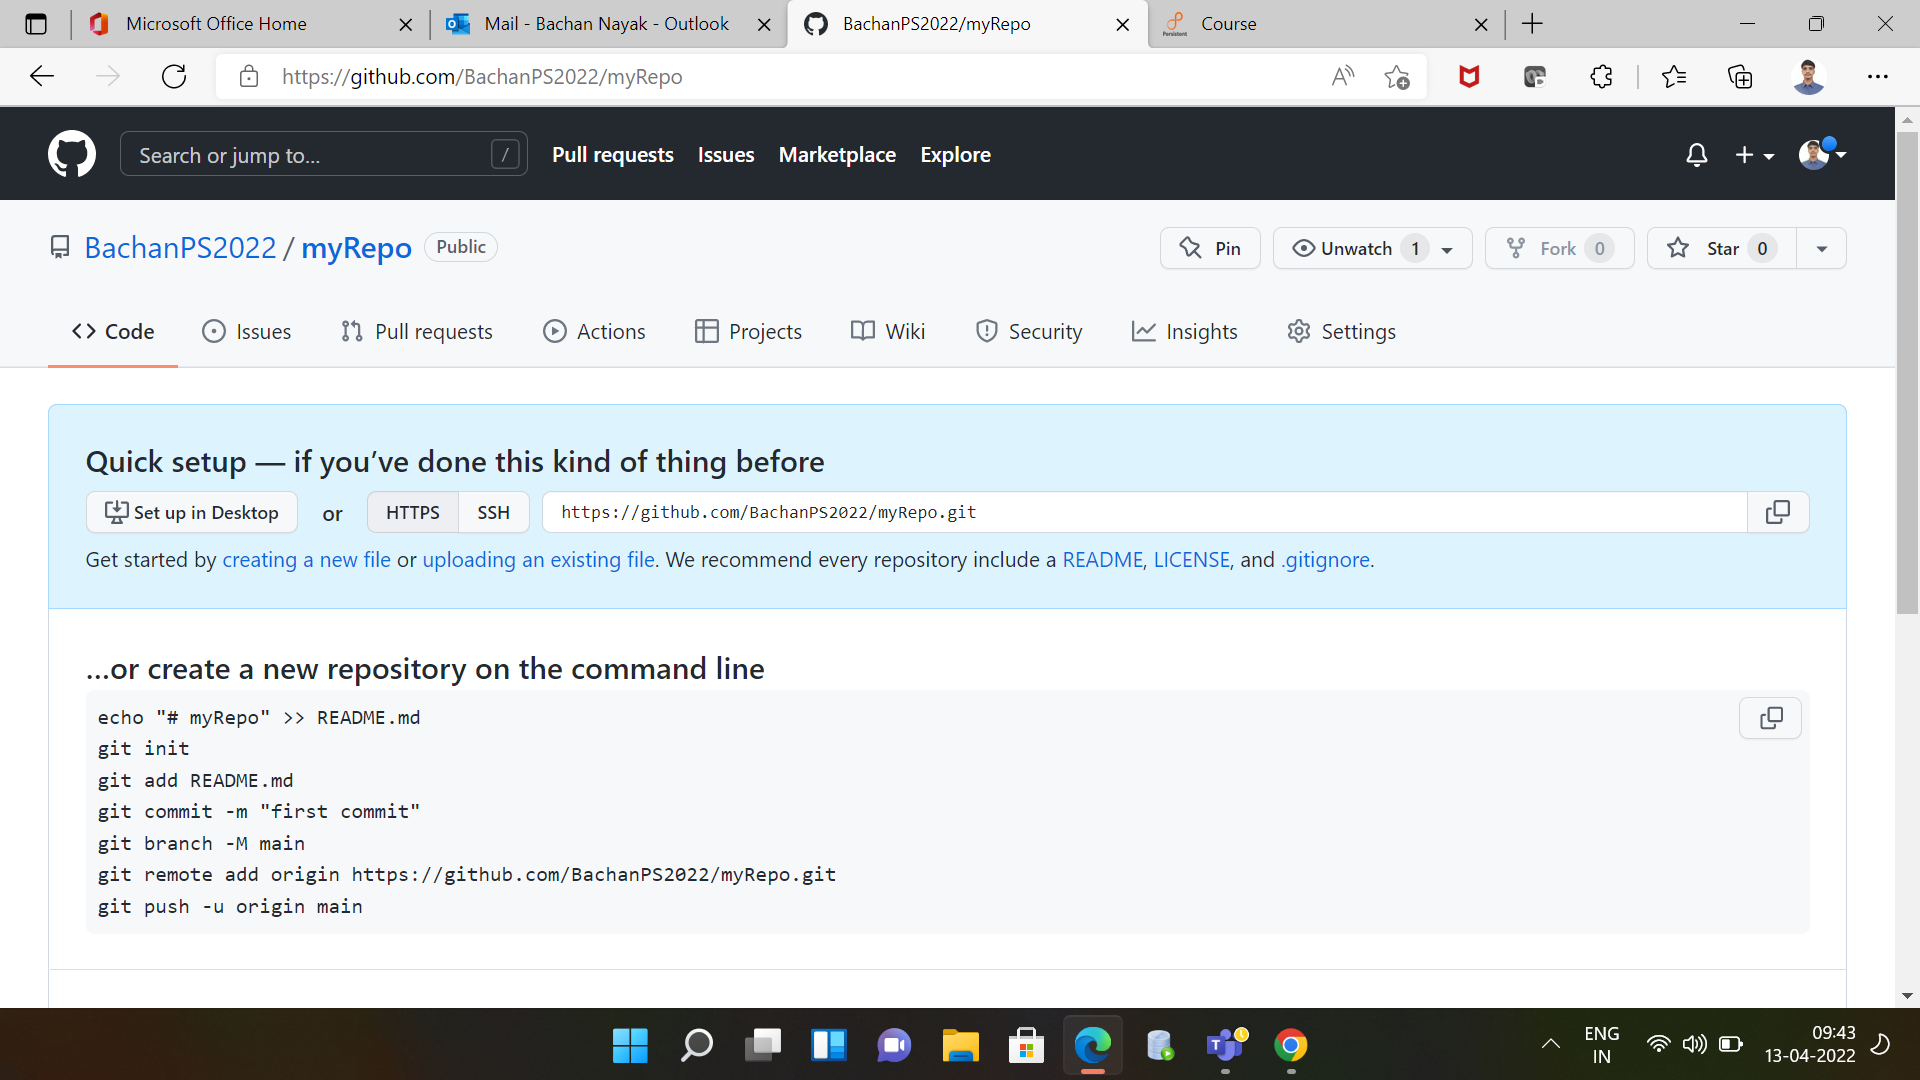 Microsoft Office Home
Mail - Bachan Nayak - Outlook
BachanPS2022/myRepo
Persistent
Course
https://github.com/BachanPS2022/myRepo
Search or jump to... /
Pull requests Issues Marketplace Explore
BachanPS2022 / myRepo Public
Pin
Unwatch 1
Fork 0
Star 0
Code Issues Pull requests Actions Projects Wiki Security Insights Settings
Quick setup — if you’ve done this kind of thing before
Set up in Desktop or HTTPS SSH https://github.com/BachanPS2022/myRepo.git
Get started by creating a new file or uploading an existing file. We recommend every repository include a README, LICENSE, and .gitignore.
…or create a new repository on the command line
echo "# myRepo" >> README.md
git init
git add README.md
git commit -m "first commit"
git branch -M main
git remote add origin https://github.com/BachanPS2022/myRepo.git
git push -u origin main
ENG
IN
09:43
13-04-2022